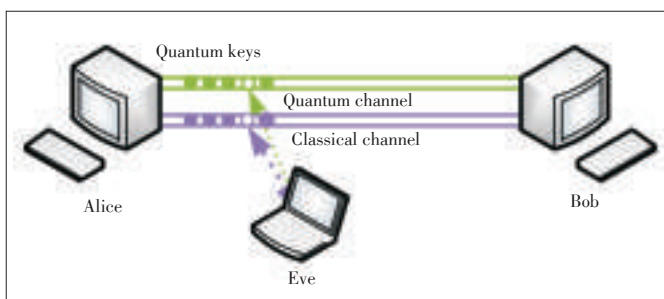 Quantum keys
Quantum channel
Classical channel
Alice
Bob
Eve